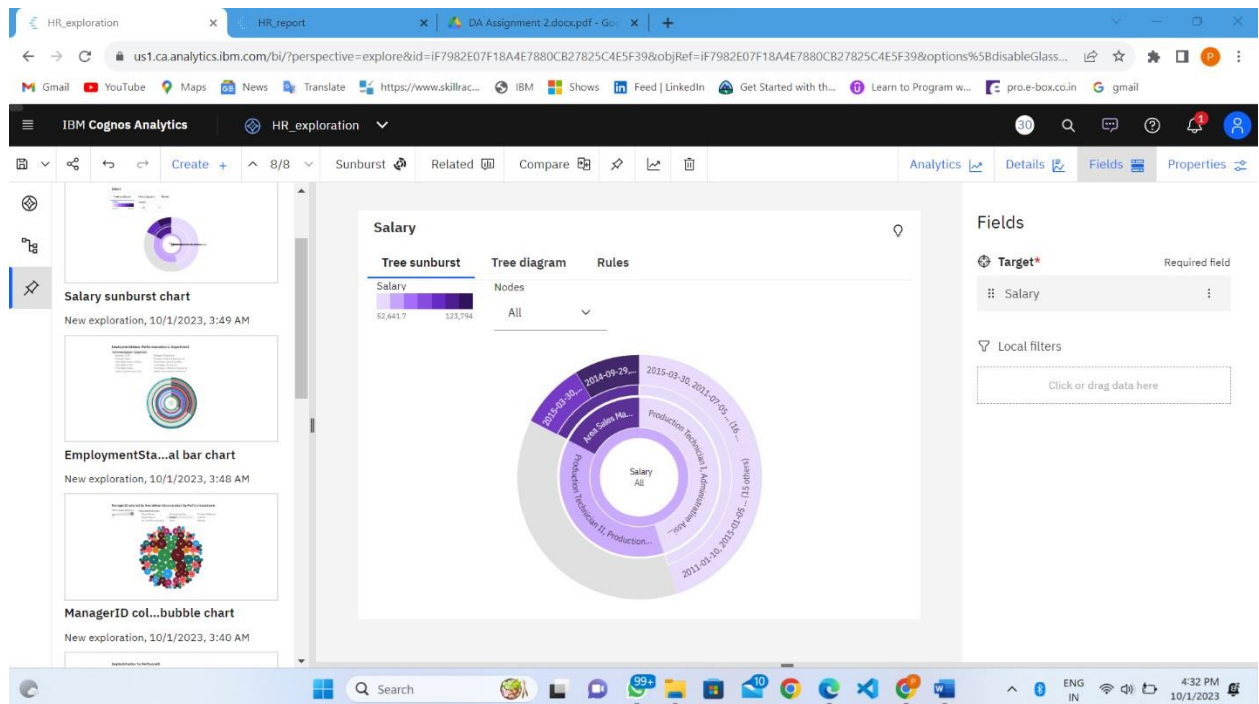 HR_exploration
HR_report
DA Assignment 2.docx.pdf - Goo
us1.ca.analytics.ibm.com/bi/?perspective=explore&id=iF7982E07F18A4E7880CB27825C4E5F39&objRef=iF7982E07F18A4E7880CB27825C4E5F39&options%5BdisableGlass...
Gmail YouTube Maps News Translate https://www.skillrac... IBM Shows Feed | LinkedIn Get Started with th... Learn to Program w... pro.e-box.co.in gmail
IBM Cognos Analytics HR_exploration 30 1
Create + 8/8 Sunburst Related Compare Analytics Details Fields Properties
Salary sunburst chart
New exploration, 10/1/2023, 3:49 AM
EmploymentSta...al bar chart
New exploration, 10/1/2023, 3:48 AM
ManagerID col...bubble chart
New exploration, 10/1/2023, 3:40 AM
Salary
Tree sunburst Tree diagram Rules
Salary Nodes
52,641.7 123,794
All
2015-03-30,...
2014-09-29,...
2015-03-30, 2011-07-05 ... (16 ...
Area Sales Ma...
Production Technician I, Administrative Assi...
Production Technician II, Production...
Salary
All
2011-01-10, 2015-01-05 ... (15 others)
Fields
Target* Required field
Salary
Local filters
Click or drag data here
Search
99+
10
ENG
IN
4:32 PM
10/1/2023